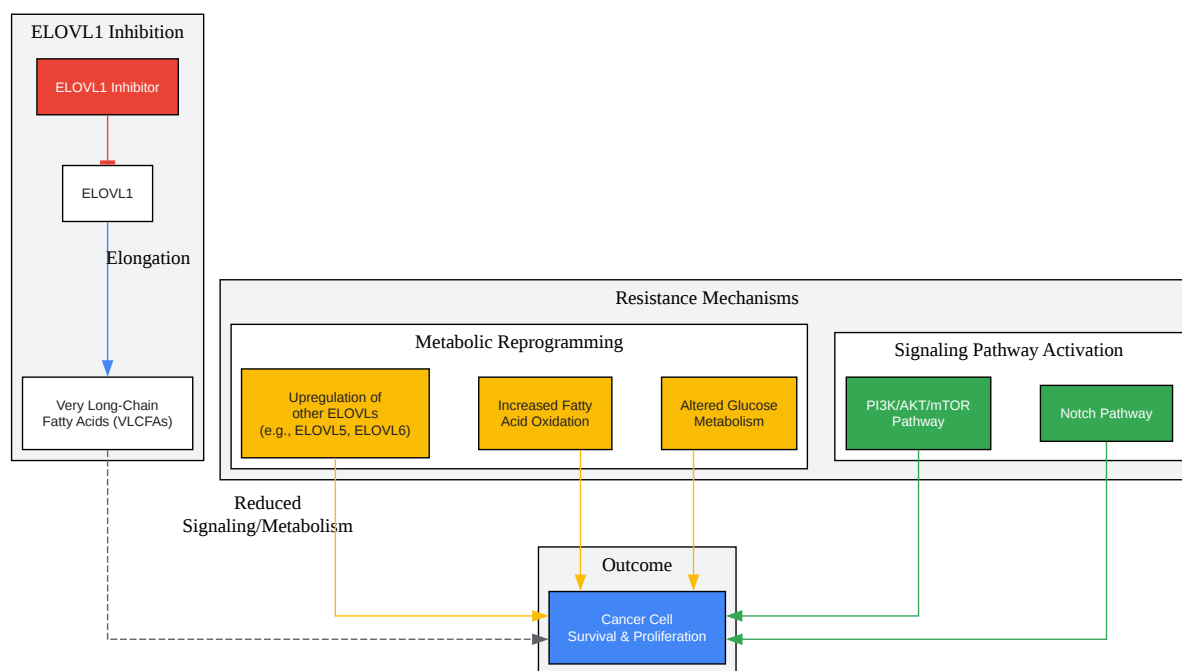 ELOVL1 Inhibition
ELOVL1 Inhibitor
ELOVL1
Elongation
Very Long-Chain
Fatty Acids (VLCFAs)
Resistance Mechanisms
Metabolic Reprogramming
Upregulation of
other ELOVLs
(e.g., ELOVL5, ELOVL6)
Increased Fatty
Acid Oxidation
Altered Glucose
Metabolism
Signaling Pathway Activation
PI3K/AKT/mTOR
Pathway
Notch Pathway
Reduced
Signaling/Metabolism
Outcome
Cancer Cell
Survival & Proliferation